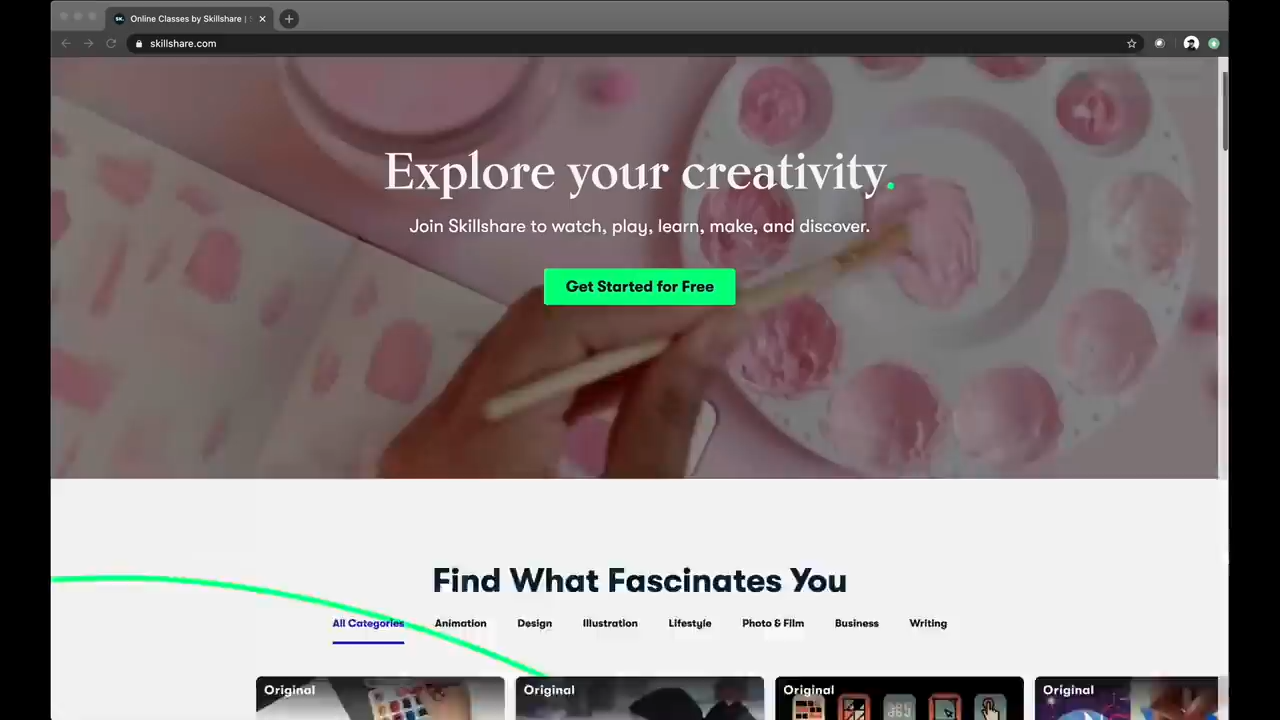 Online Classes by Skillshare |
skillshare.com
Explore your creativity.
Join Skillshare to watch, play, learn, make, and discover.
Get Started for Free
Find What Fascinates You
All Categories Animation Design Illustration Lifestyle Photo & Film Business Writing
Original Original Original Original